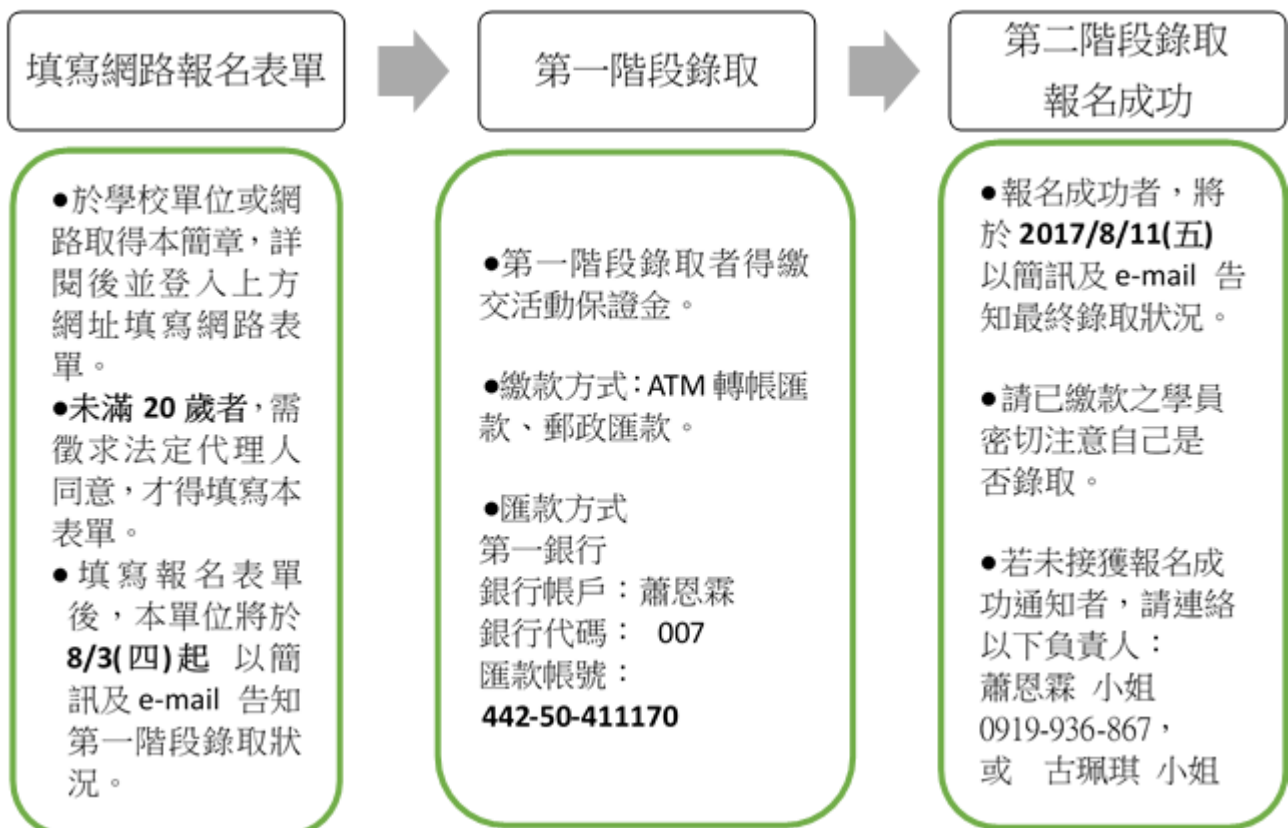 填寫網路報名表單
第一階段錄取
第二階段錄取
報名成功
●於學校單位或網
路取得本簡章，詳
閱後並登入上方
網址填寫網路表
單。
●未滿 20 歲者，需
徵求法定代理人
同意，才得填寫本
表單。
●填寫報名表單
後，本單位將於
8/3(四)起 以簡
訊及 e-mail 告知
第一階段錄取狀
況。
●第一階段錄取者得繳
交活動保證金。
●繳款方式：ATM 轉帳匯
款、郵政匯款。
●匯款方式
第一銀行
銀行帳戶：蕭恩霖
銀行代碼： 007
匯款帳號：
442-50-411170
●報名成功者，將
於 2017/8/11(五)
以簡訊及 e-mail 告
知最終錄取狀況。
●請已繳款之學員
密切注意自己是
否錄取。
●若未接獲報名成
功通知者，請連絡
以下負責人：
蕭恩霖 小姐
0919-936-867，
或 古珮琪 小姐